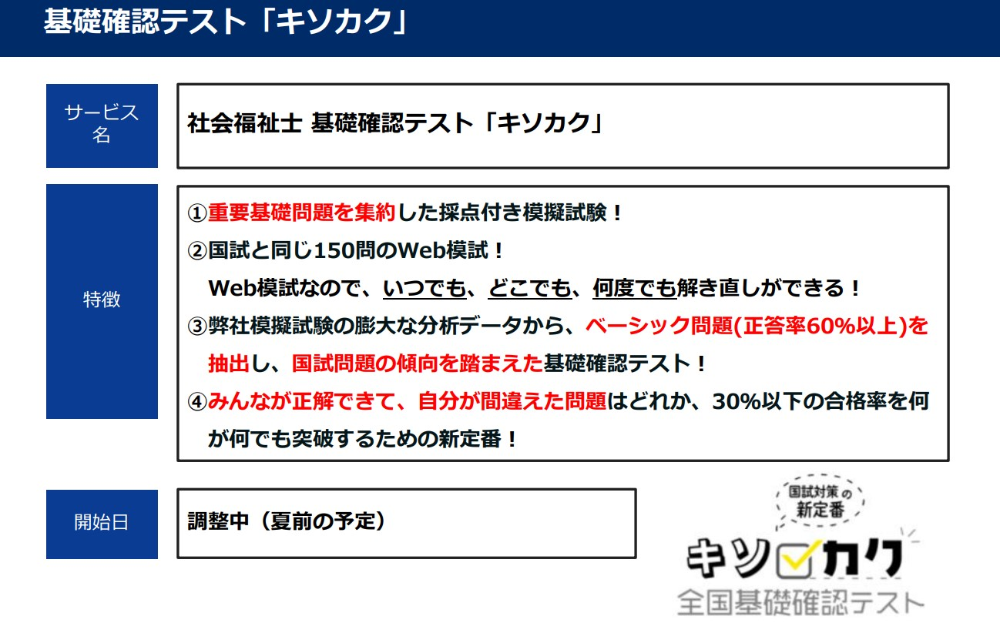 基礎確認テスト「キソカク」
サービス
名
社会福祉士 基礎確認テスト「キソカク」
特徴
①重要基礎問題を集約した採点付き模擬試験！
②国試と同じ150問のWeb模試！
Web模試なので、いつでも、どこでも、何度でも解き直しができる！
③弊社模擬試験の膨大な分析データから、ベーシック問題(正答率60%以上)を
抽出し、国試問題の傾向を踏まえた基礎確認テスト！
④みんなが正解できて、自分が間違えた問題はどれか、30%以下の合格率を何
が何でも突破するための新定番！
開始日
調整中（夏前の予定）
国試対策の
新定番
キソカク
全国基礎確認テスト